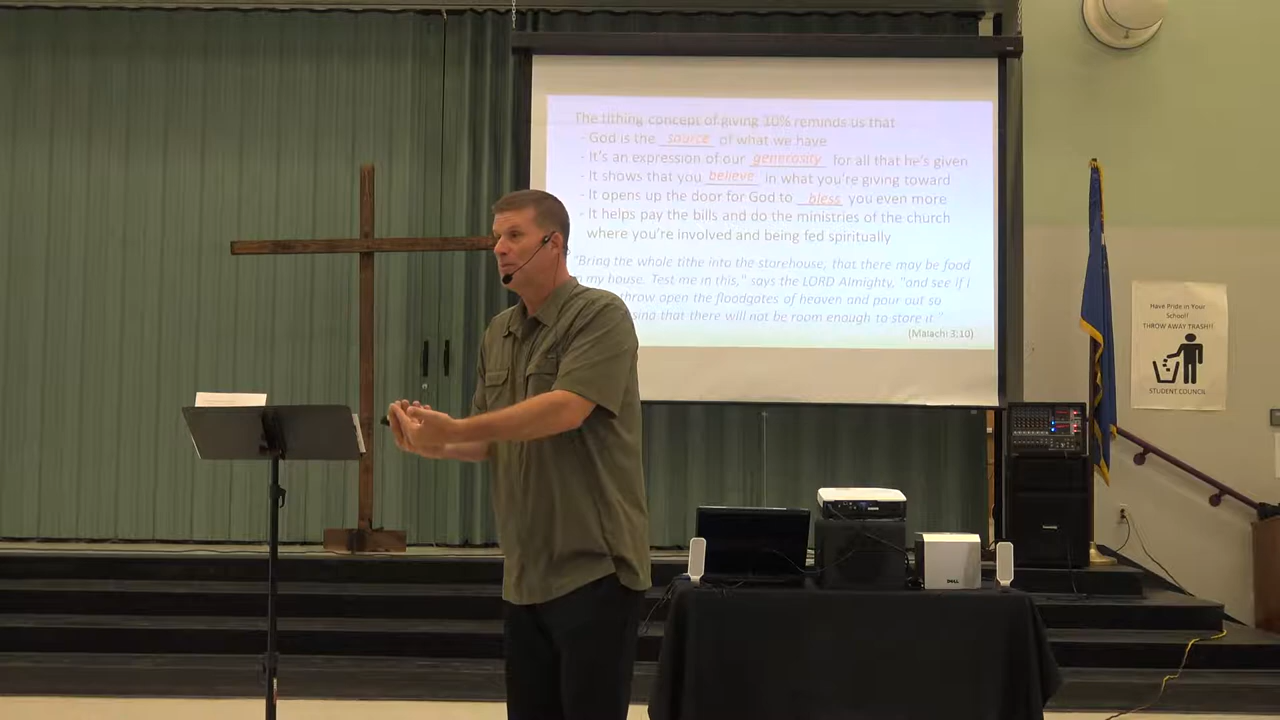 The tithing concept of giving 10% reminds us that
- God is the source of what we have
- It's an expression of our generosity for all that he's given
- It shows that you believe in what you're giving toward
- It opens up the door for God to bless you even more
- It helps pay the bills and do the ministries of the church
where you're involved and being fed spiritually
"Bring the whole tithe into the storehouse, that there may be food
my house. Test me in this," says the LORD Almighty, "and see if I
throw open the floodgates of heaven and pour out so
that there will not be room enough to store it."
(Malachi 3:10)
Have Pride in Your
School!
THROW AWAY TRASH!!
STUDENT COUNCIL
DELL